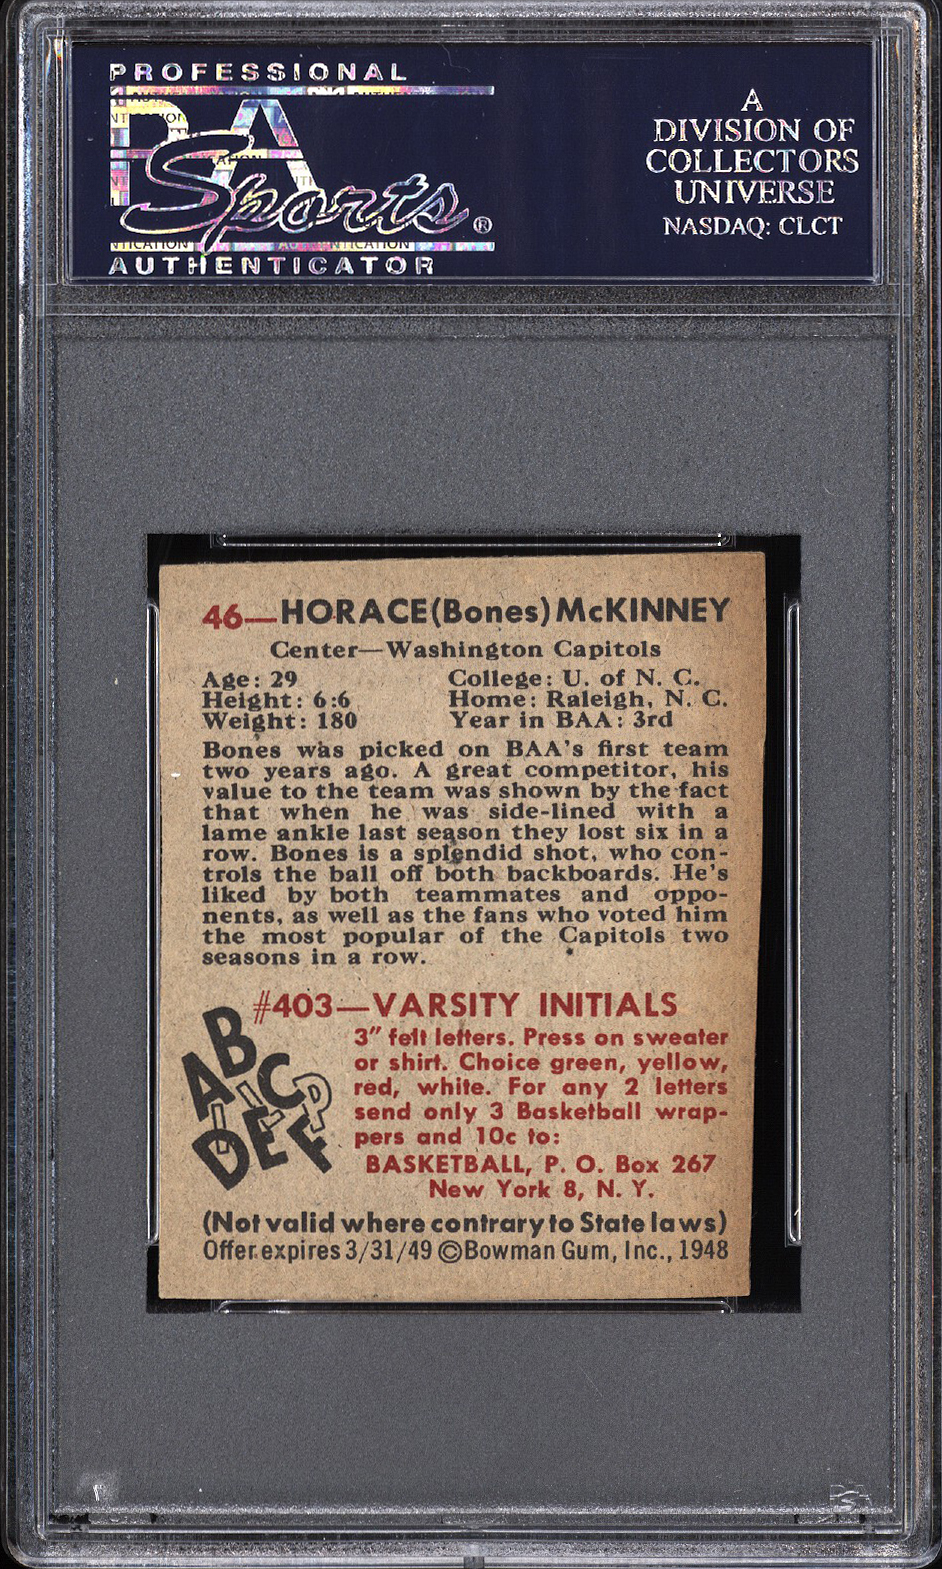 PROFESSIONAL
PSA
Sports®
AUTHENTICATOR
A
DIVISION OF
COLLECTORS
UNIVERSE
NASDAQ: CLCT
46—HORACE (Bones) McKINNEY
Center—Washington Capitols
Age: 29 College: U. of N. C.
Height: 6:6 Home: Raleigh, N. C.
Weight: 180 Year in BAA: 3rd
Bones was picked on BAA's first team
two years ago. A great competitor, his
value to the team was shown by the fact
that when he was side-lined with a
lame ankle last season they lost six in a
row. Bones is a splendid shot, who con-
trols the ball off both backboards. He's
liked by both teammates and oppo-
nents, as well as the fans who voted him
the most popular of the Capitols two
seasons in a row.
#403—VARSITY INITIALS
3" felt letters. Press on sweater
or shirt. Choice green, yellow,
red, white. For any 2 letters
send only 3 Basketball wrap-
pers and 10c to:
BASKETBALL, P. O. Box 267
New York 8, N. Y.
ABC
DEF
(Not valid where contrary to State laws)
Offer expires 3/31/49 ©Bowman Gum, Inc., 1948